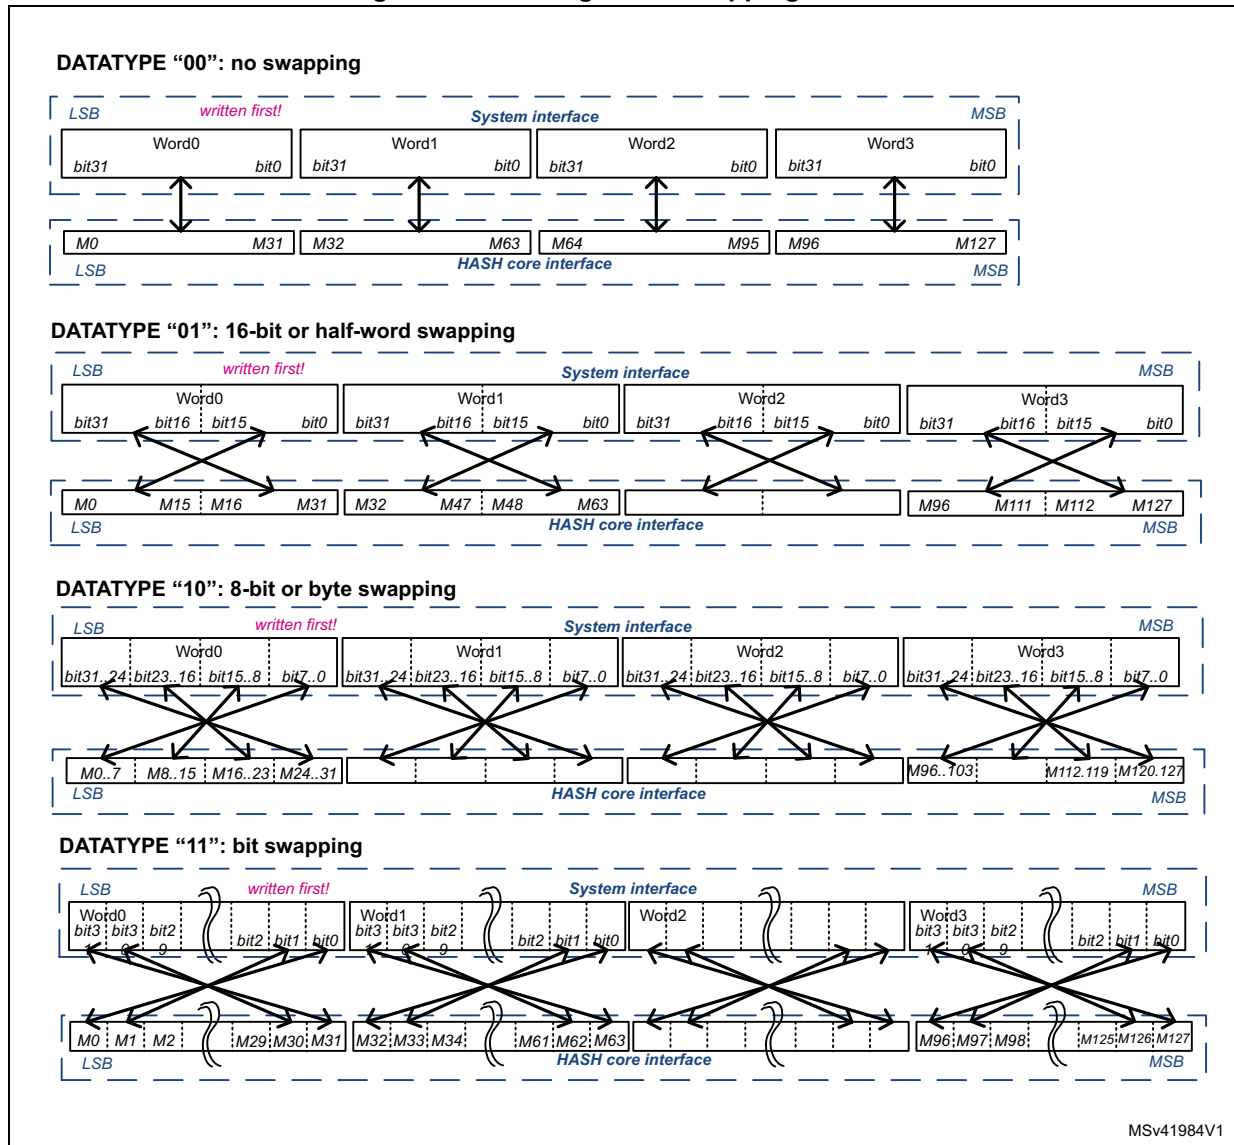 DATATYPE “00”: no swapping
LSB written first! System interface MSB
Word0 Word1 Word2 Word3
bit31 bit0 bit31 bit0 bit31 bit0 bit31 bit0
M0 M31 M32 M63 M64 M95 M96 M127
LSB HASH core interface MSB
DATATYPE “01”: 16-bit or half-word swapping
LSB written first! System interface MSB
Word0 Word1 Word2 Word3
bit31 bit16 bit15 bit0 bit31 bit16 bit15 bit0 bit31 bit16 bit15 bit0 bit31 bit16 bit15 bit0
M0 M15 M16 M31 M32 M47 M48 M63 M96 M111 M112 M127
LSB HASH core interface MSB
DATATYPE “10”: 8-bit or byte swapping
LSB written first! System interface MSB
Word0 Word1 Word2 Word3
bit31..24 bit23..16 bit15..8 bit7..0 bit31..24 bit23..16 bit15..8 bit7..0 bit31..24 bit23..16 bit15..8 bit7..0 bit31..24 bit23..16 bit15..8 bit7..0
M0..7 M8..15 M16..23 M24..31 M96..103 M112.119 M120.127
LSB HASH core interface MSB
DATATYPE “11”: bit swapping
LSB written first! System interface MSB
Word0 Word1 Word2 Word3
bit31 bit30 bit29 bit2 bit1 bit0 bit31 bit30 bit29 bit2 bit1 bit0 bit31 bit30 bit29 bit2 bit1 bit0
M0 M1 M2 M29 M30 M31 M32 M33 M34 M61 M62 M63 M96 M97 M98 M125 M126 M127
LSB HASH core interface MSB
MSv41984V1